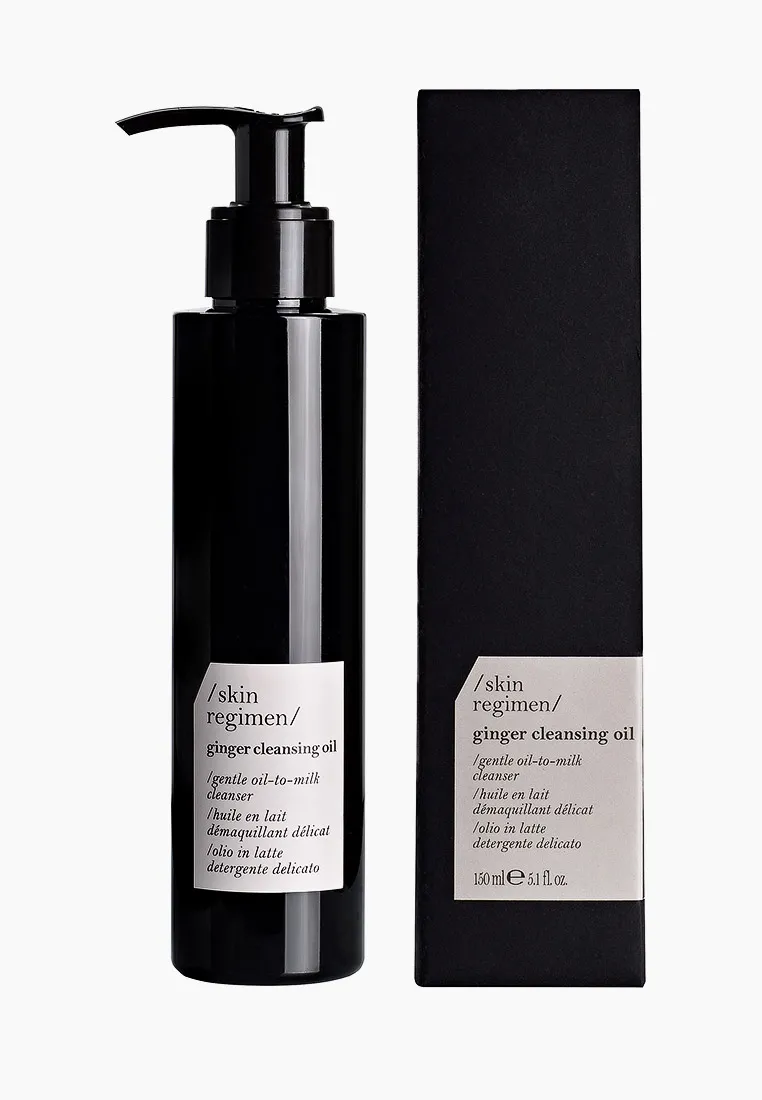 /skin
regimen/
ginger cleansing oil
/gentle oil-to-milk
cleanser
/huile en lait
démaquillant délicat
/olio in latte
detergente delicato
/skin
regimen/
ginger cleansing oil
/gentle oil-to-milk
cleanser
/huile en lait
démaquillant délicat
/olio in latte
detergente delicato
150 ml ℮ 5.1 fl. oz.